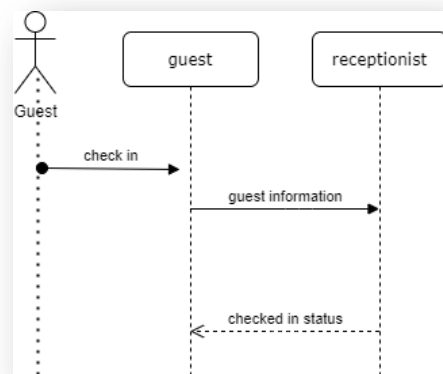 guest
receptionist
Guest
check in
guest information
checked in status